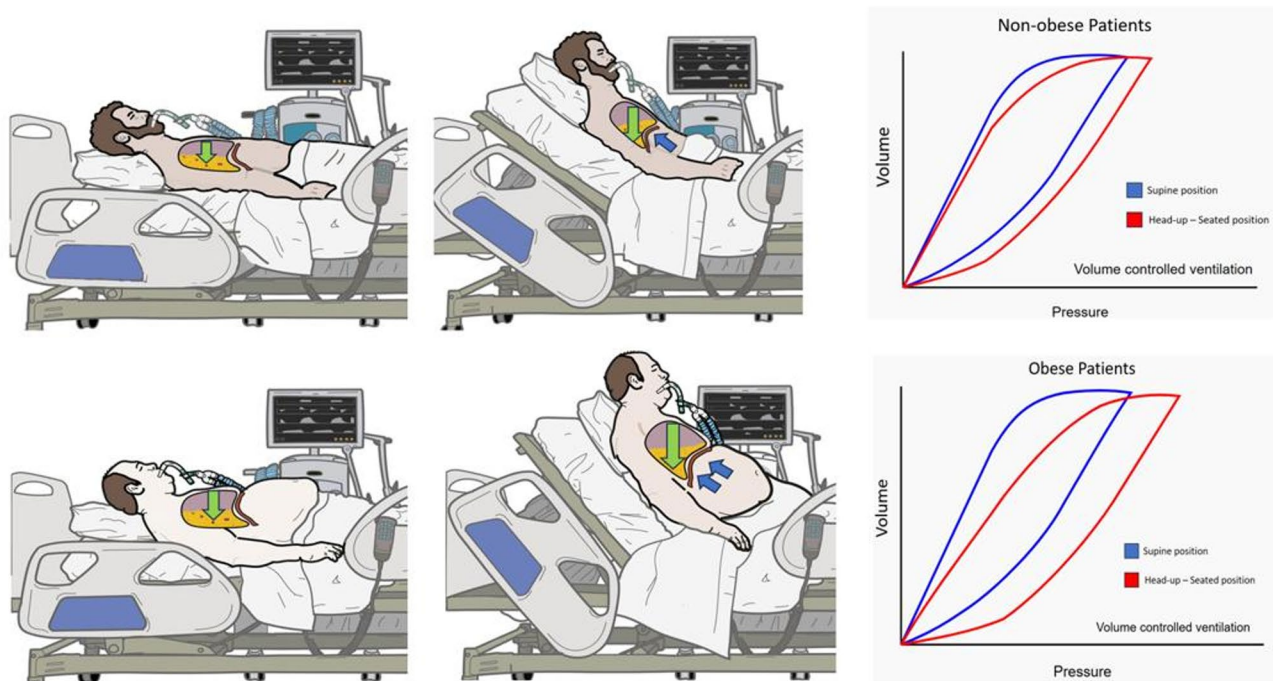 Non-obese Patients
Volume
Supine position
Head-up – Seated position
Volume controlled ventilation
Pressure
Obese Patients
Volume
Supine position
Head-up – Seated position
Volume controlled ventilation
Pressure